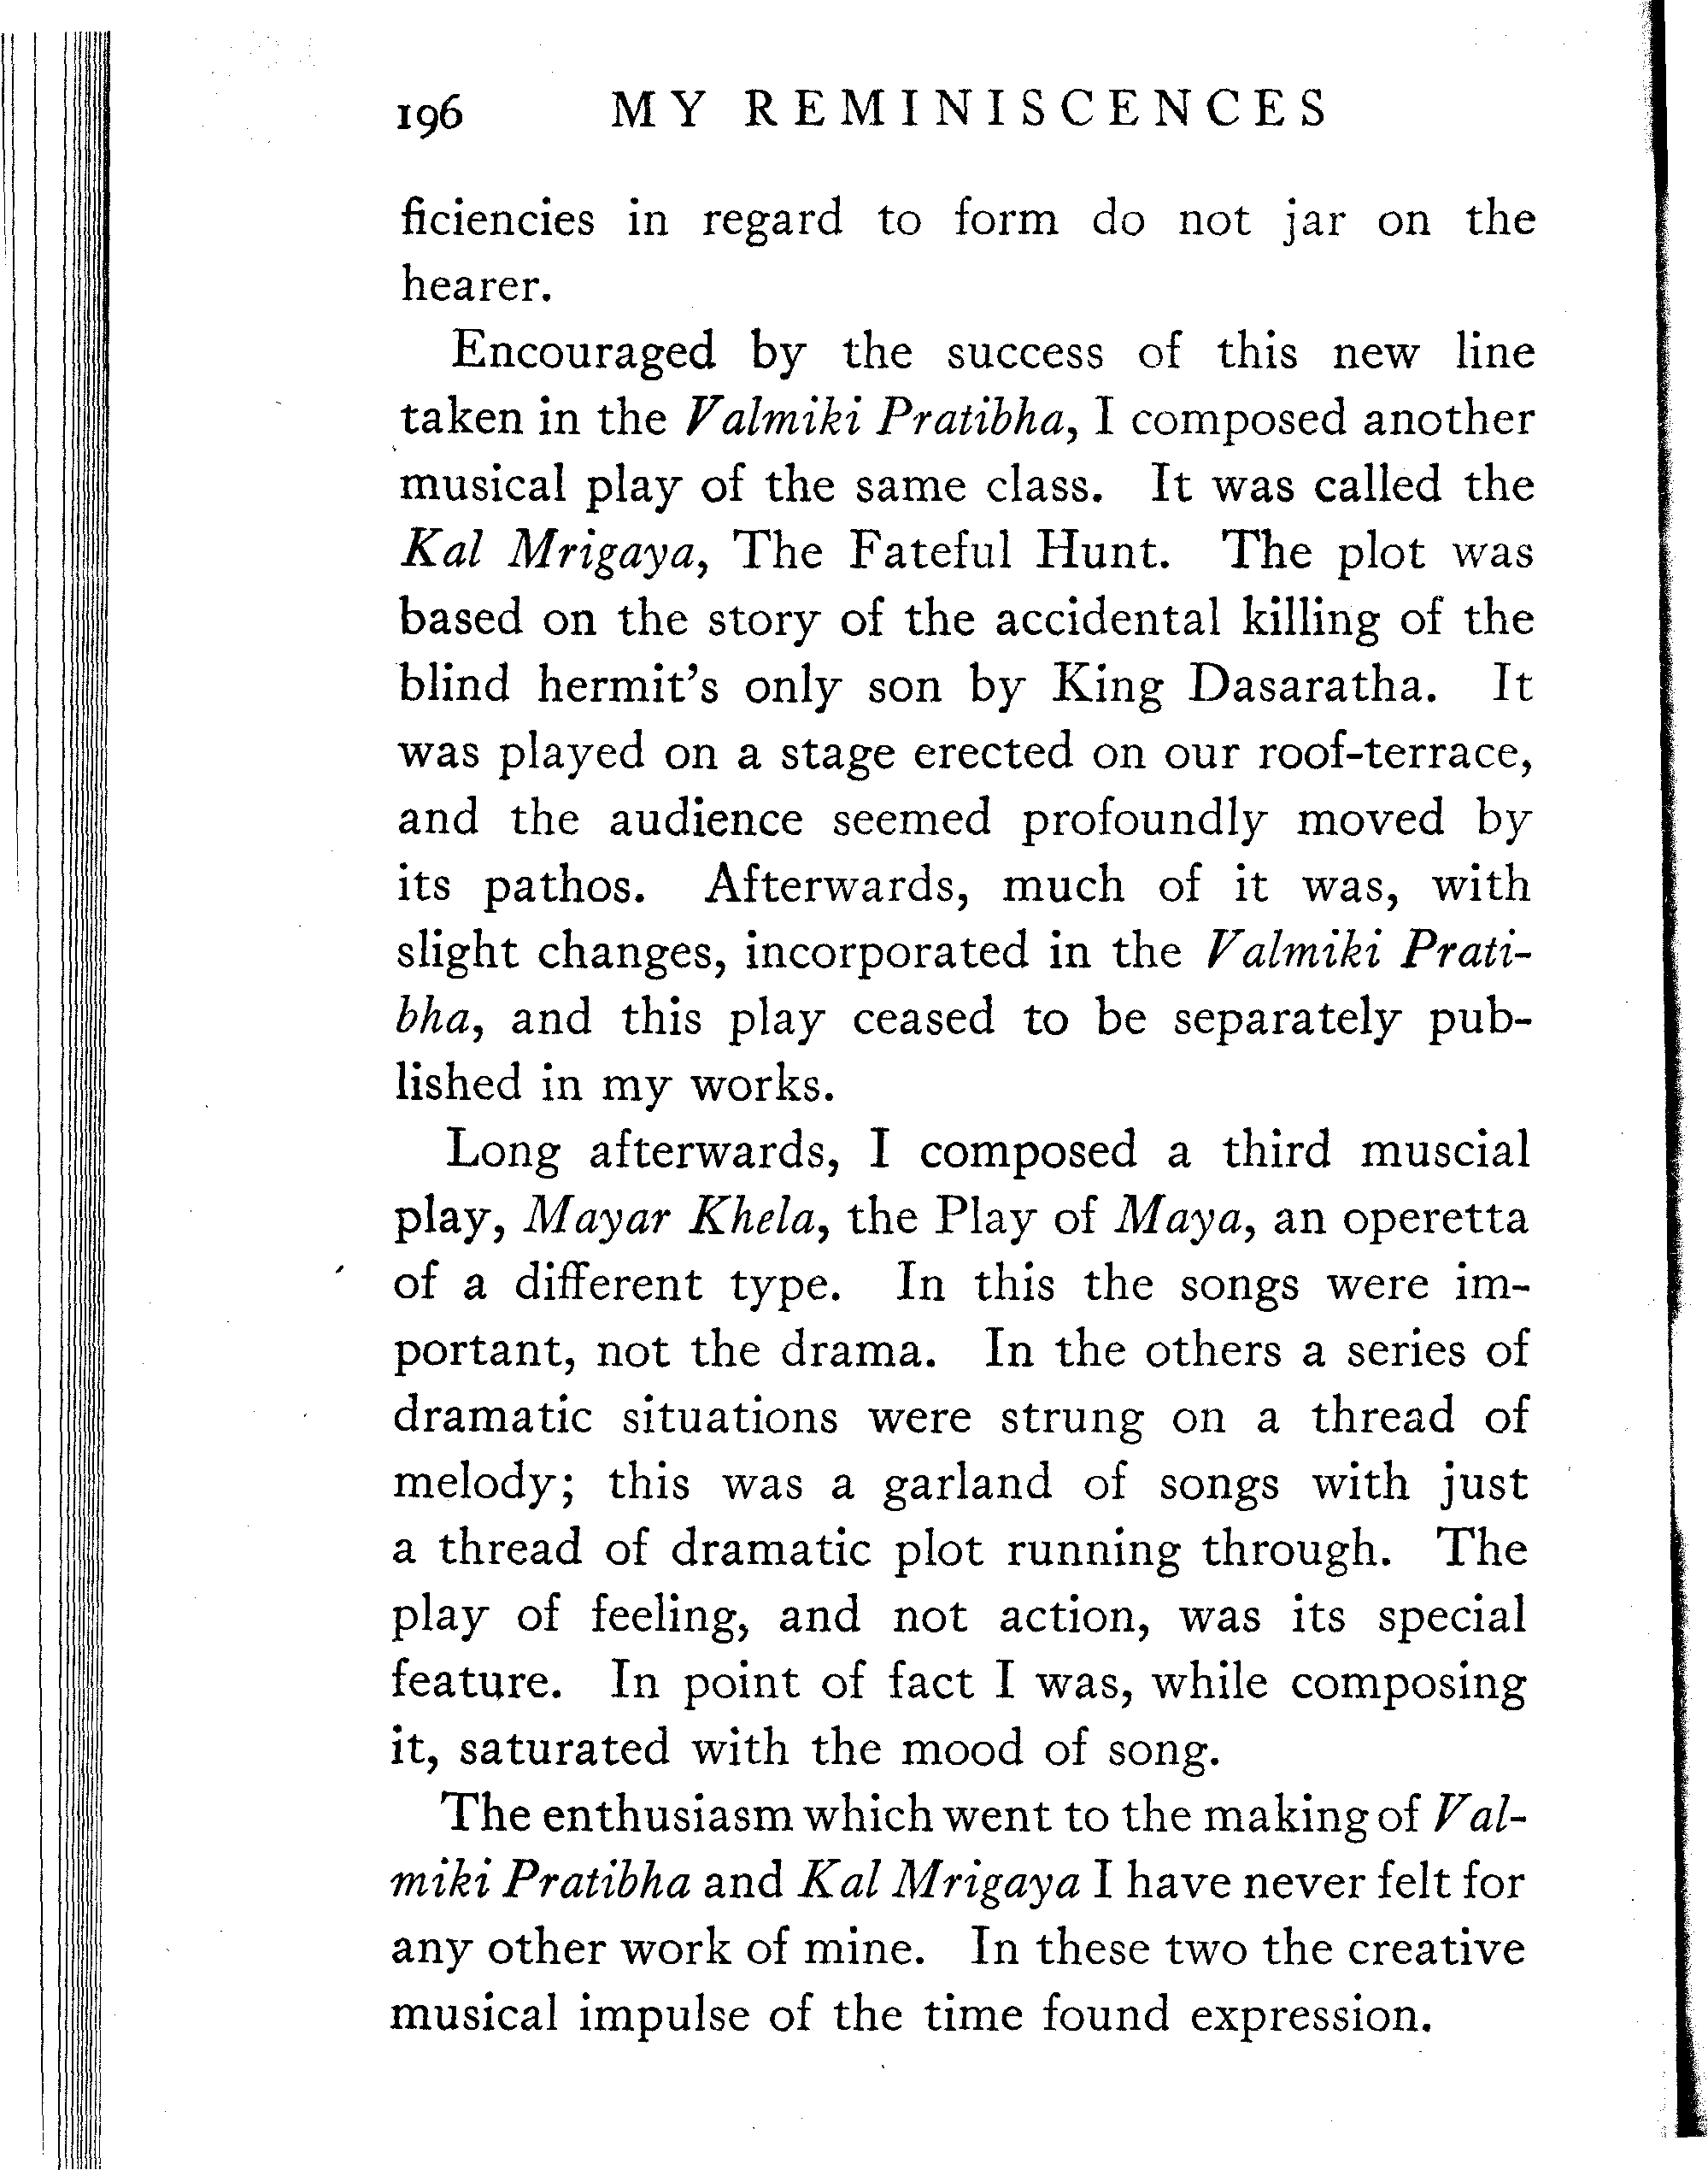 196 MY REMINISCENCES
ficiencies in regard to form do not jar on the
hearer.
Encouraged by the success of this new line
taken in the Valmiki Pratibha, I composed another
musical play of the same class. It was called the
Kal Mrigaya, The Fateful Hunt. The plot was
based on the story of the accidental killing of the
blind hermit's only son by King Dasaratha. It
was played on a stage erected on our roof-terrace,
and the audience seemed profoundly moved by
its pathos. Afterwards, much of it was, with
slight changes, incorporated in the Valmiki Prati-
bha, and this play ceased to be separately pub-
lished in my works.
Long afterwards, I composed a third muscial
play, Mayar Khela, the Play of Maya, an operetta
of a different type. In this the songs were im-
portant, not the drama. In the others a series of
dramatic situations were strung on a thread of
melody; this was a garland of songs with just
a thread of dramatic plot running through. The
play of feeling, and not action, was its special
feature. In point of fact I was, while composing
it, saturated with the mood of song.
The enthusiasm which went to the making of Val-
miki Pratibha and Kal Mrigaya I have never felt for
any other work of mine. In these two the creative
musical impulse of the time found expression.